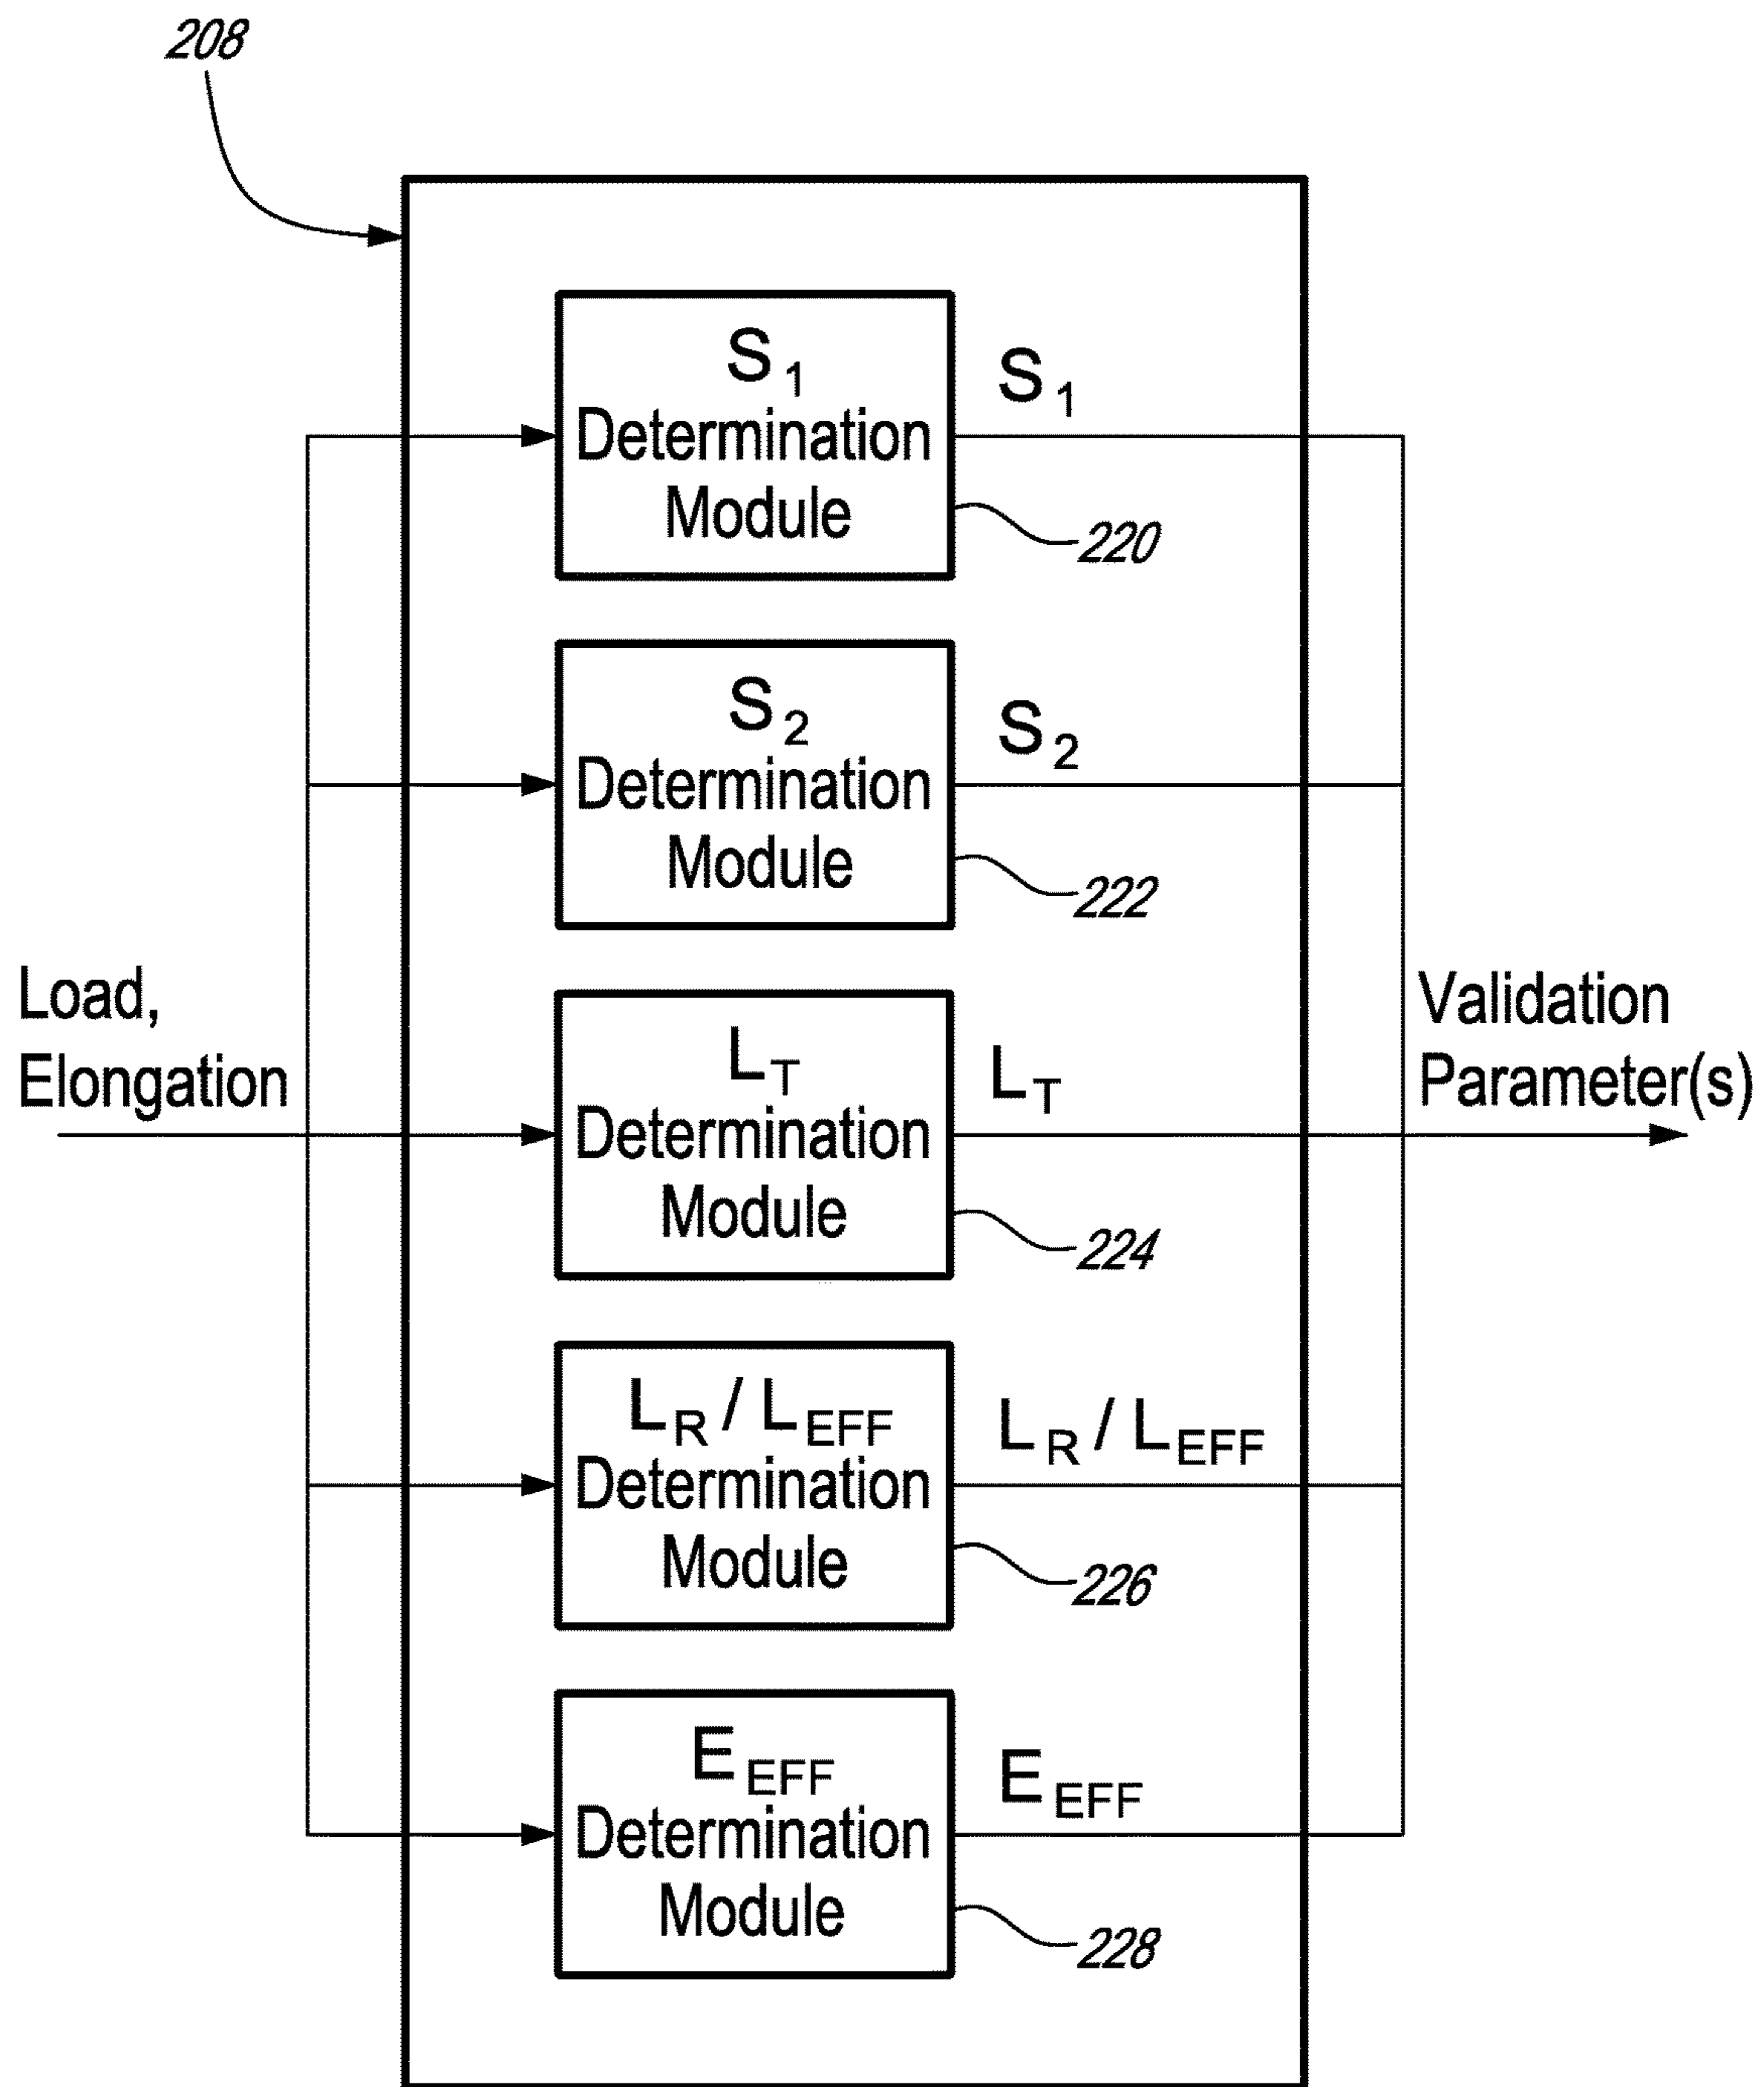 208
S1
Determination
Module
S1
220
S2
Determination
Module
S2
222
Load,
Elongation
LT
Determination
Module
LT
224
Validation
Parameter(s)
LR / LEFF
Determination
Module
LR / LEFF
226
EEFF
Determination
Module
EEFF
228